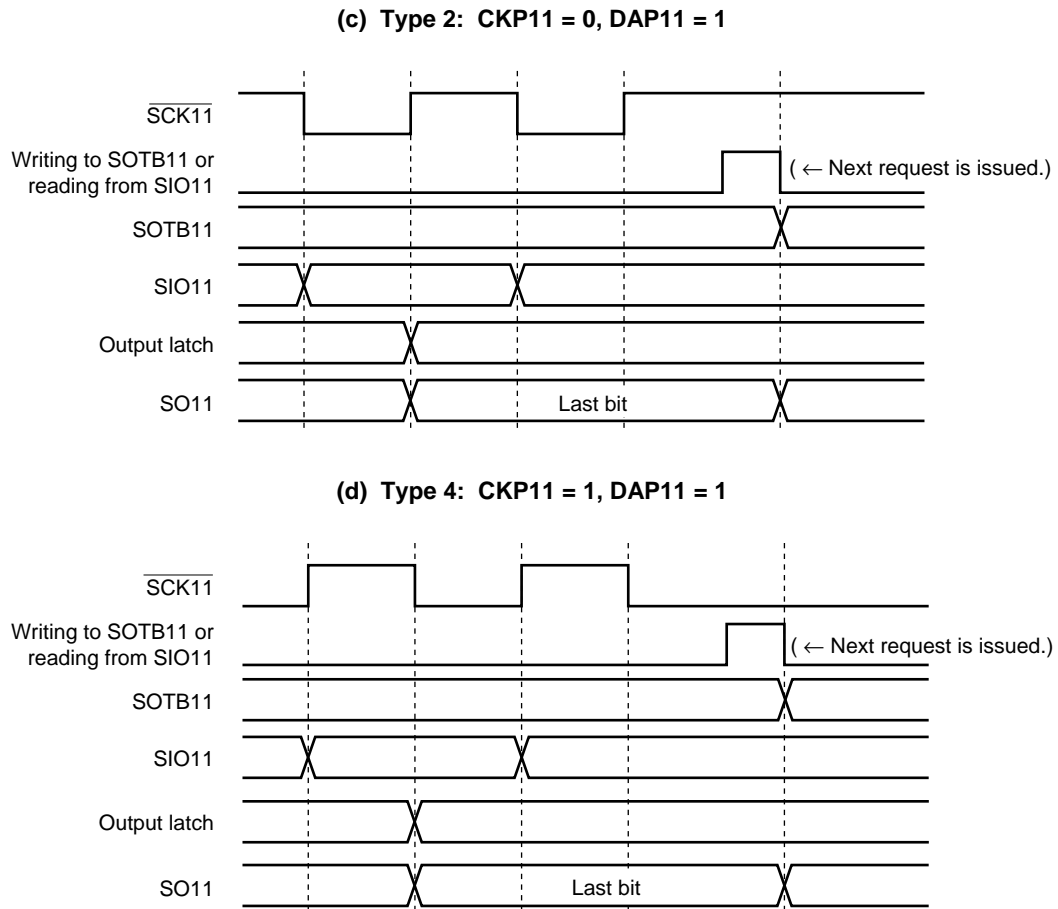 (c) Type 2: CKP11 = 0, DAP11 = 1
SCK11
Writing to SOTB11 or
reading from SIO11
( ← Next request is issued.)
SOTB11
SIO11
Output latch
SO11
Last bit
(d) Type 4: CKP11 = 1, DAP11 = 1
SCK11
Writing to SOTB11 or
reading from SIO11
( ← Next request is issued.)
SOTB11
SIO11
Output latch
SO11
Last bit